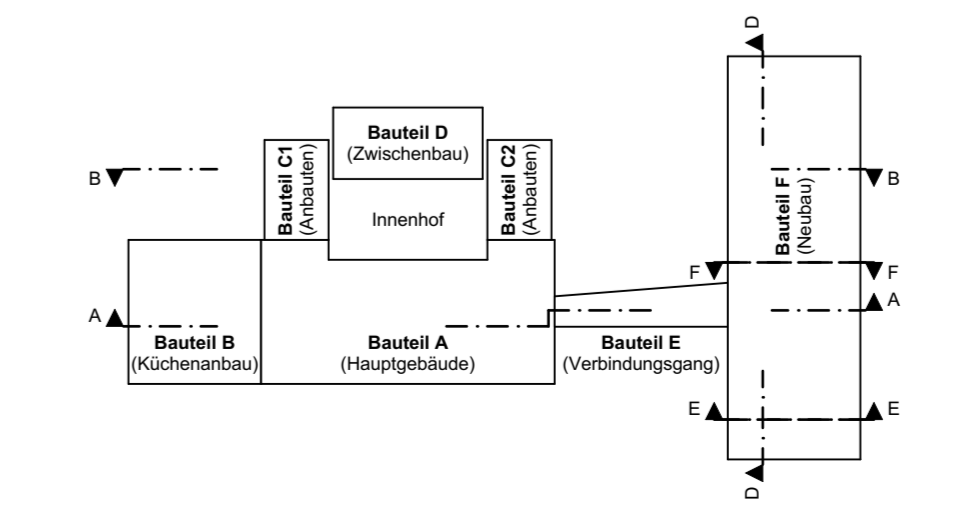 D
Bauteil D
(Zwischenbau)
Bauteil C1
(Anbauten)
Bauteil C2
(Anbauten)
B
B
Bauteil F
(Neubau)
Innenhof
F
F
A
A
Bauteil B
(Küchenanbau)
Bauteil A
(Hauptgebäude)
Bauteil E
(Verbindungsgang)
E
E
D